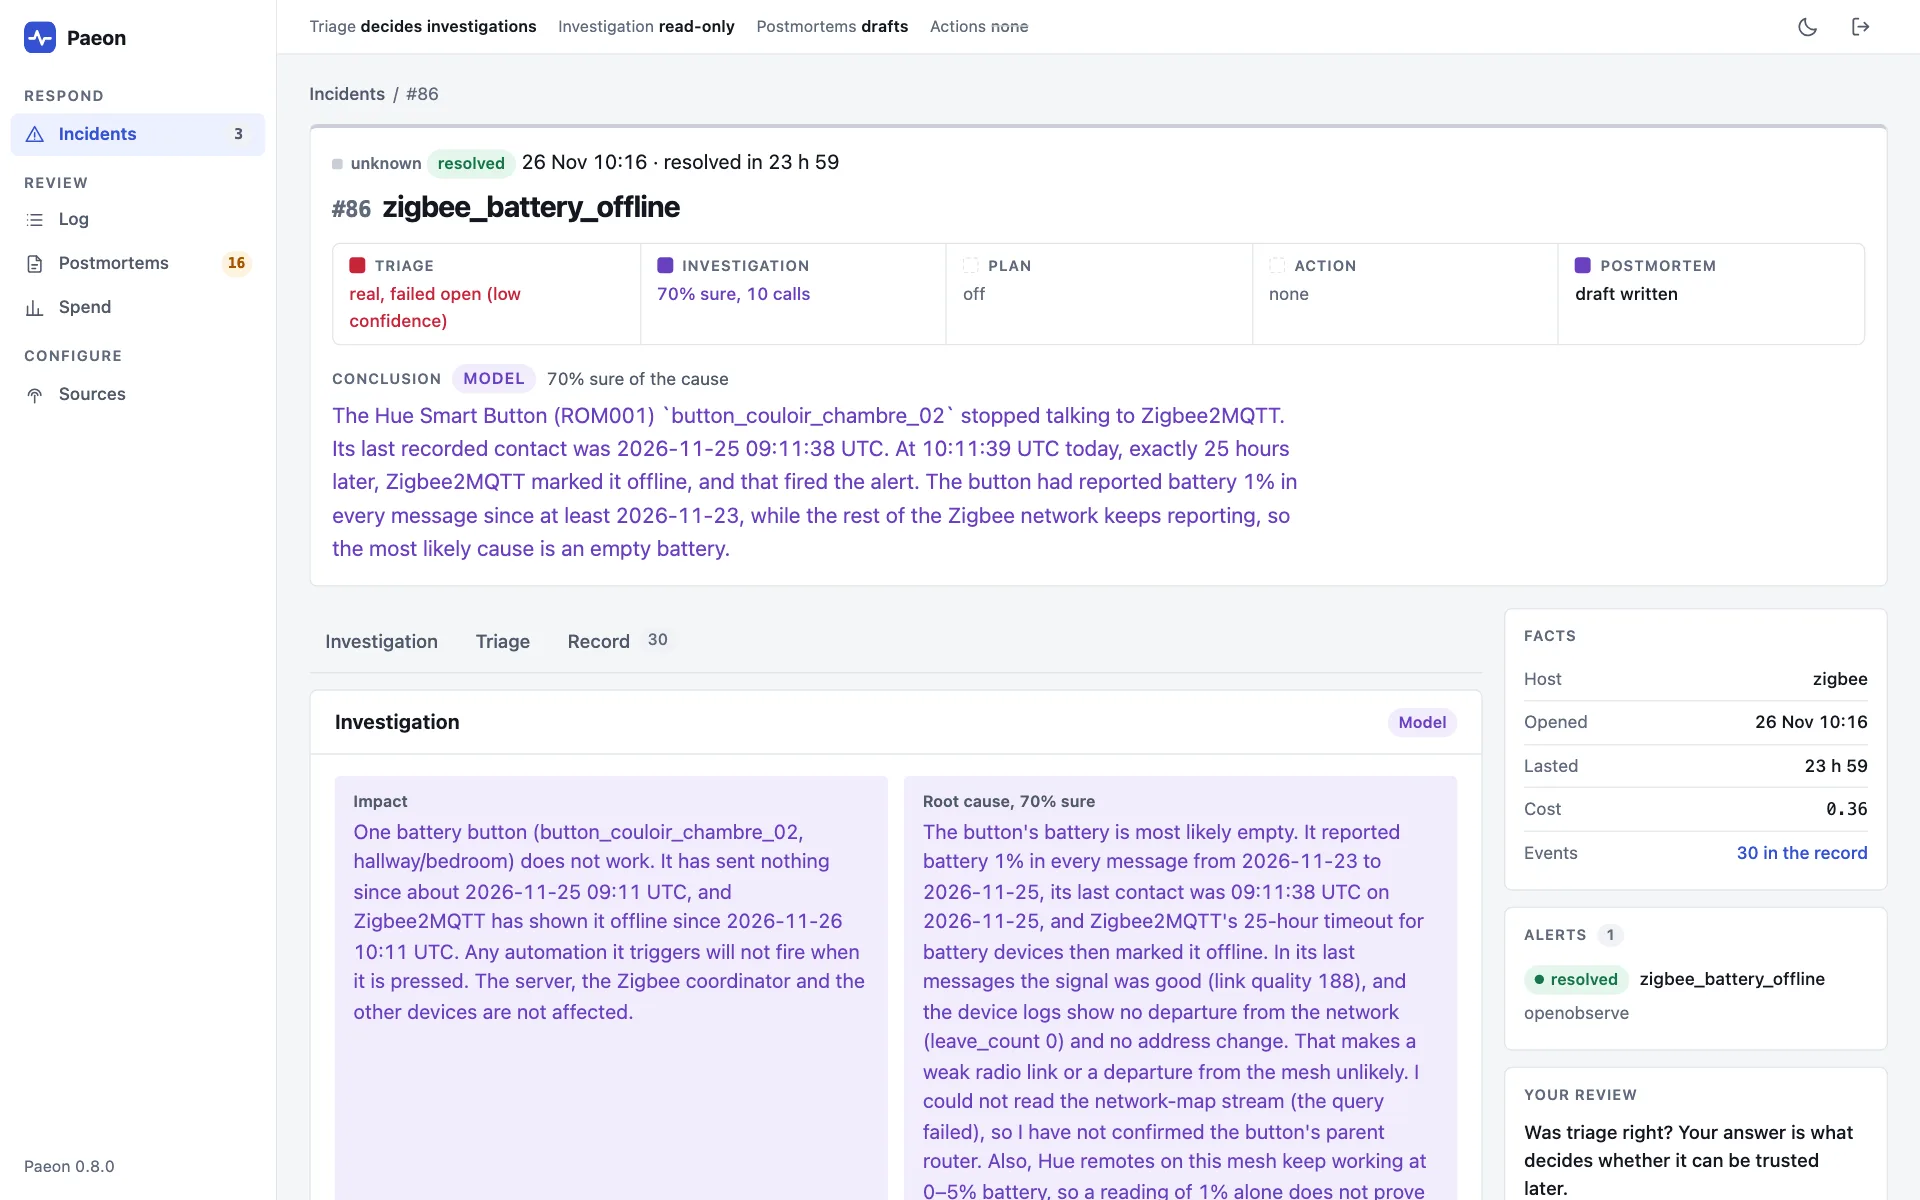 Paeon
Triage decides investigations Investigation read-only Postmortems drafts Actions none
RESPOND
Incidents 3
REVIEW
Log
Postmortems 16
Spend
CONFIGURE
Sources
Paeon 0.8.0
Incidents / #86
unknown resolved 26 Nov 10:16 · resolved in 23 h 59
#86 zigbee_battery_offline
TRIAGE
real, failed open (low
confidence)
INVESTIGATION
70% sure, 10 calls
PLAN
off
ACTION
none
POSTMORTEM
draft written
CONCLUSION MODEL 70% sure of the cause
The Hue Smart Button (ROM001) `button_couloir_chambre_02` stopped talking to Zigbee2MQTT.
Its last recorded contact was 2026-11-25 09:11:38 UTC. At 10:11:39 UTC today, exactly 25 hours
later, Zigbee2MQTT marked it offline, and that fired the alert. The button had reported battery 1% in
every message since at least 2026-11-23, while the rest of the Zigbee network keeps reporting, so
the most likely cause is an empty battery.
Investigation Triage Record 30
Investigation Model
Impact
One battery button (button_couloir_chambre_02,
hallway/bedroom) does not work. It has sent nothing
since about 2026-11-25 09:11 UTC, and
Zigbee2MQTT has shown it offline since 2026-11-26
10:11 UTC. Any automation it triggers will not fire when
it is pressed. The server, the Zigbee coordinator and the
other devices are not affected.
Root cause, 70% sure
The button's battery is most likely empty. It reported
battery 1% in every message from 2026-11-23 to
2026-11-25, its last contact was 09:11:38 UTC on
2026-11-25, and Zigbee2MQTT's 25-hour timeout for
battery devices then marked it offline. In its last
messages the signal was good (link quality 188), and
the device logs show no departure from the network
(leave_count 0) and no address change. That makes a
weak radio link or a departure from the mesh unlikely. I
could not read the network-map stream (the query
failed), so I have not confirmed the button's parent
router. Also, Hue remotes on this mesh keep working at
0–5% battery, so a reading of 1% alone does not prove
FACTS
Host zigbee
Opened 26 Nov 10:16
Lasted 23 h 59
Cost 0.36
Events 30 in the record
ALERTS 1
resolved zigbee_battery_offline
openobserve
YOUR REVIEW
Was triage right? Your answer is what
decides whether it can be trusted
later.